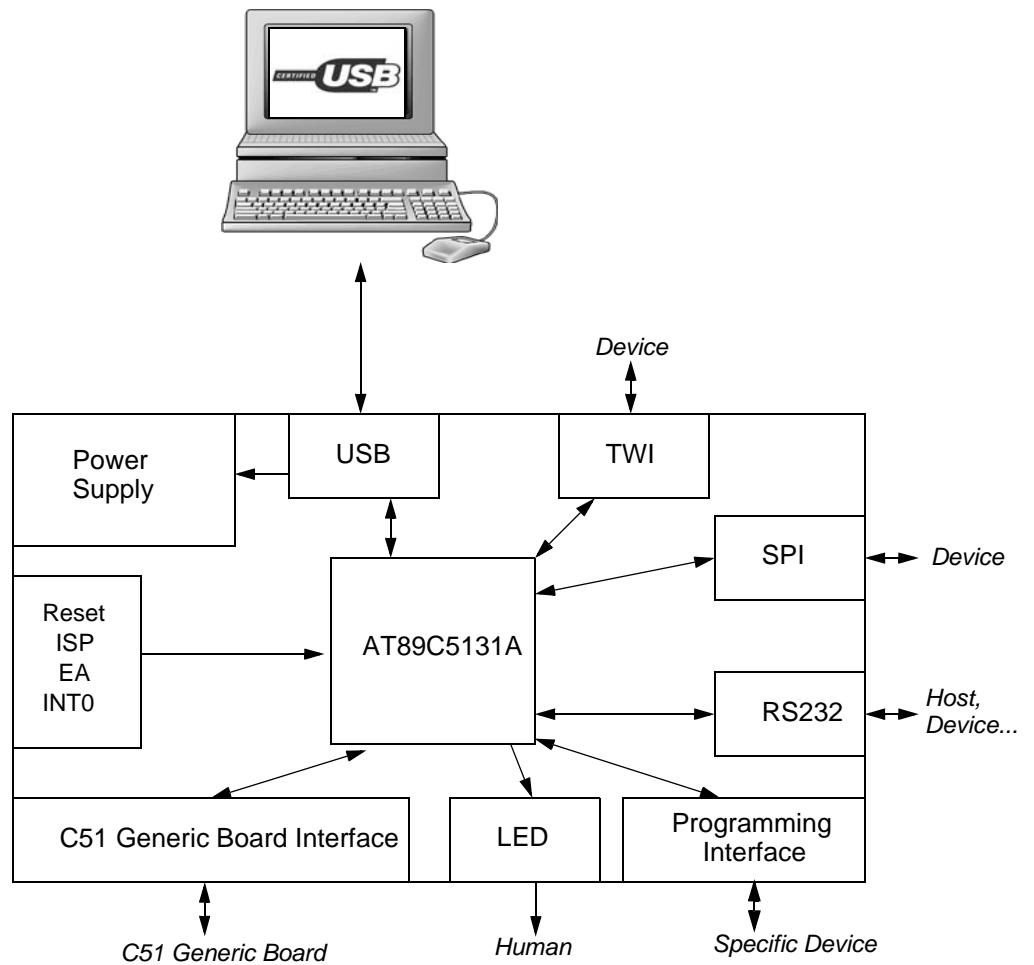 CERTIFIED USB
Device
Power
Supply
USB
TWI
SPI
Device
Reset
ISP
EA
INT0
AT89C5131A
RS232
Host,
Device...
C51 Generic Board Interface
LED
Programming
Interface
C51 Generic Board
Human
Specific Device